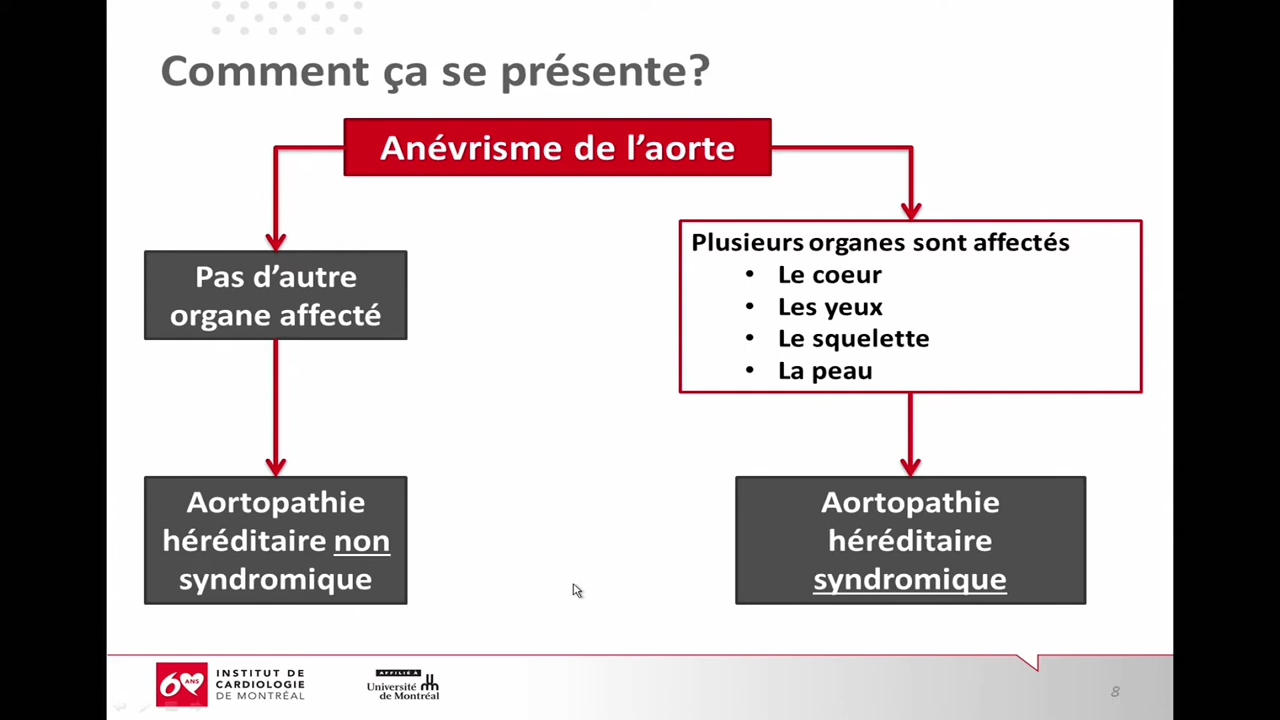 Comment ça se présente?
Anévrisme de l'aorte
Pas d'autre
organe affecté
Plusieurs organes sont affectés
• Le coeur
• Les yeux
• Le squelette
• La peau
Aortopathie
héréditaire non
syndromique
Aortopathie
héréditaire
syndromique
60 ANS
INSTITUT DE
CARDIOLOGIE
DE MONTRÉAL
AFFILIÉ À
Université
de Montréal
8